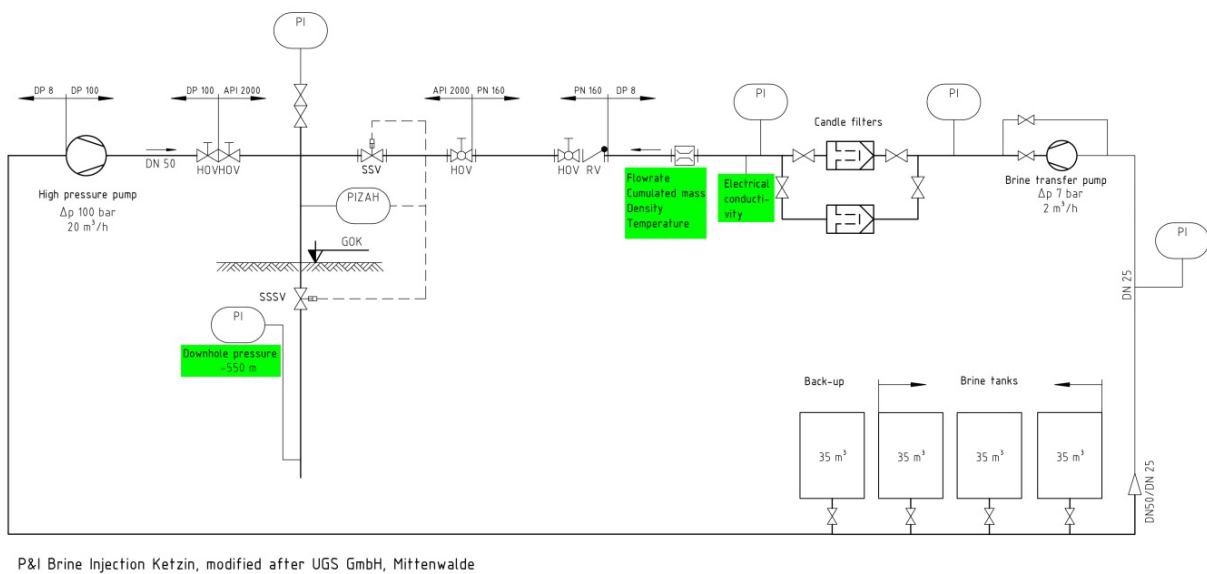 PI
DP 8
DP 100
DP 100
API 2000
API 2000
PN 160
PN 160
DP 8
PI
PI
Candle filters
DN 50
HOV
HOV
SSV
HOV
HOV
RV
High pressure pump
Δp 100 bar
20 m³/h
Brine transfer pump
Δp 7 bar
2 m³/h
Flowrate
Cumulated mass
Density
Temperature
Electrical
conducti-
vity
PIZAH
GOK
PI
DN 25
SSSV
PI
Downhole pressure
-550 m
Back-up
Brine tanks
35 m³
35 m³
35 m³
35 m³
DN50/DN 25
P&I Brine Injection Ketzin, modified after UGS GmbH, Mittenwalde